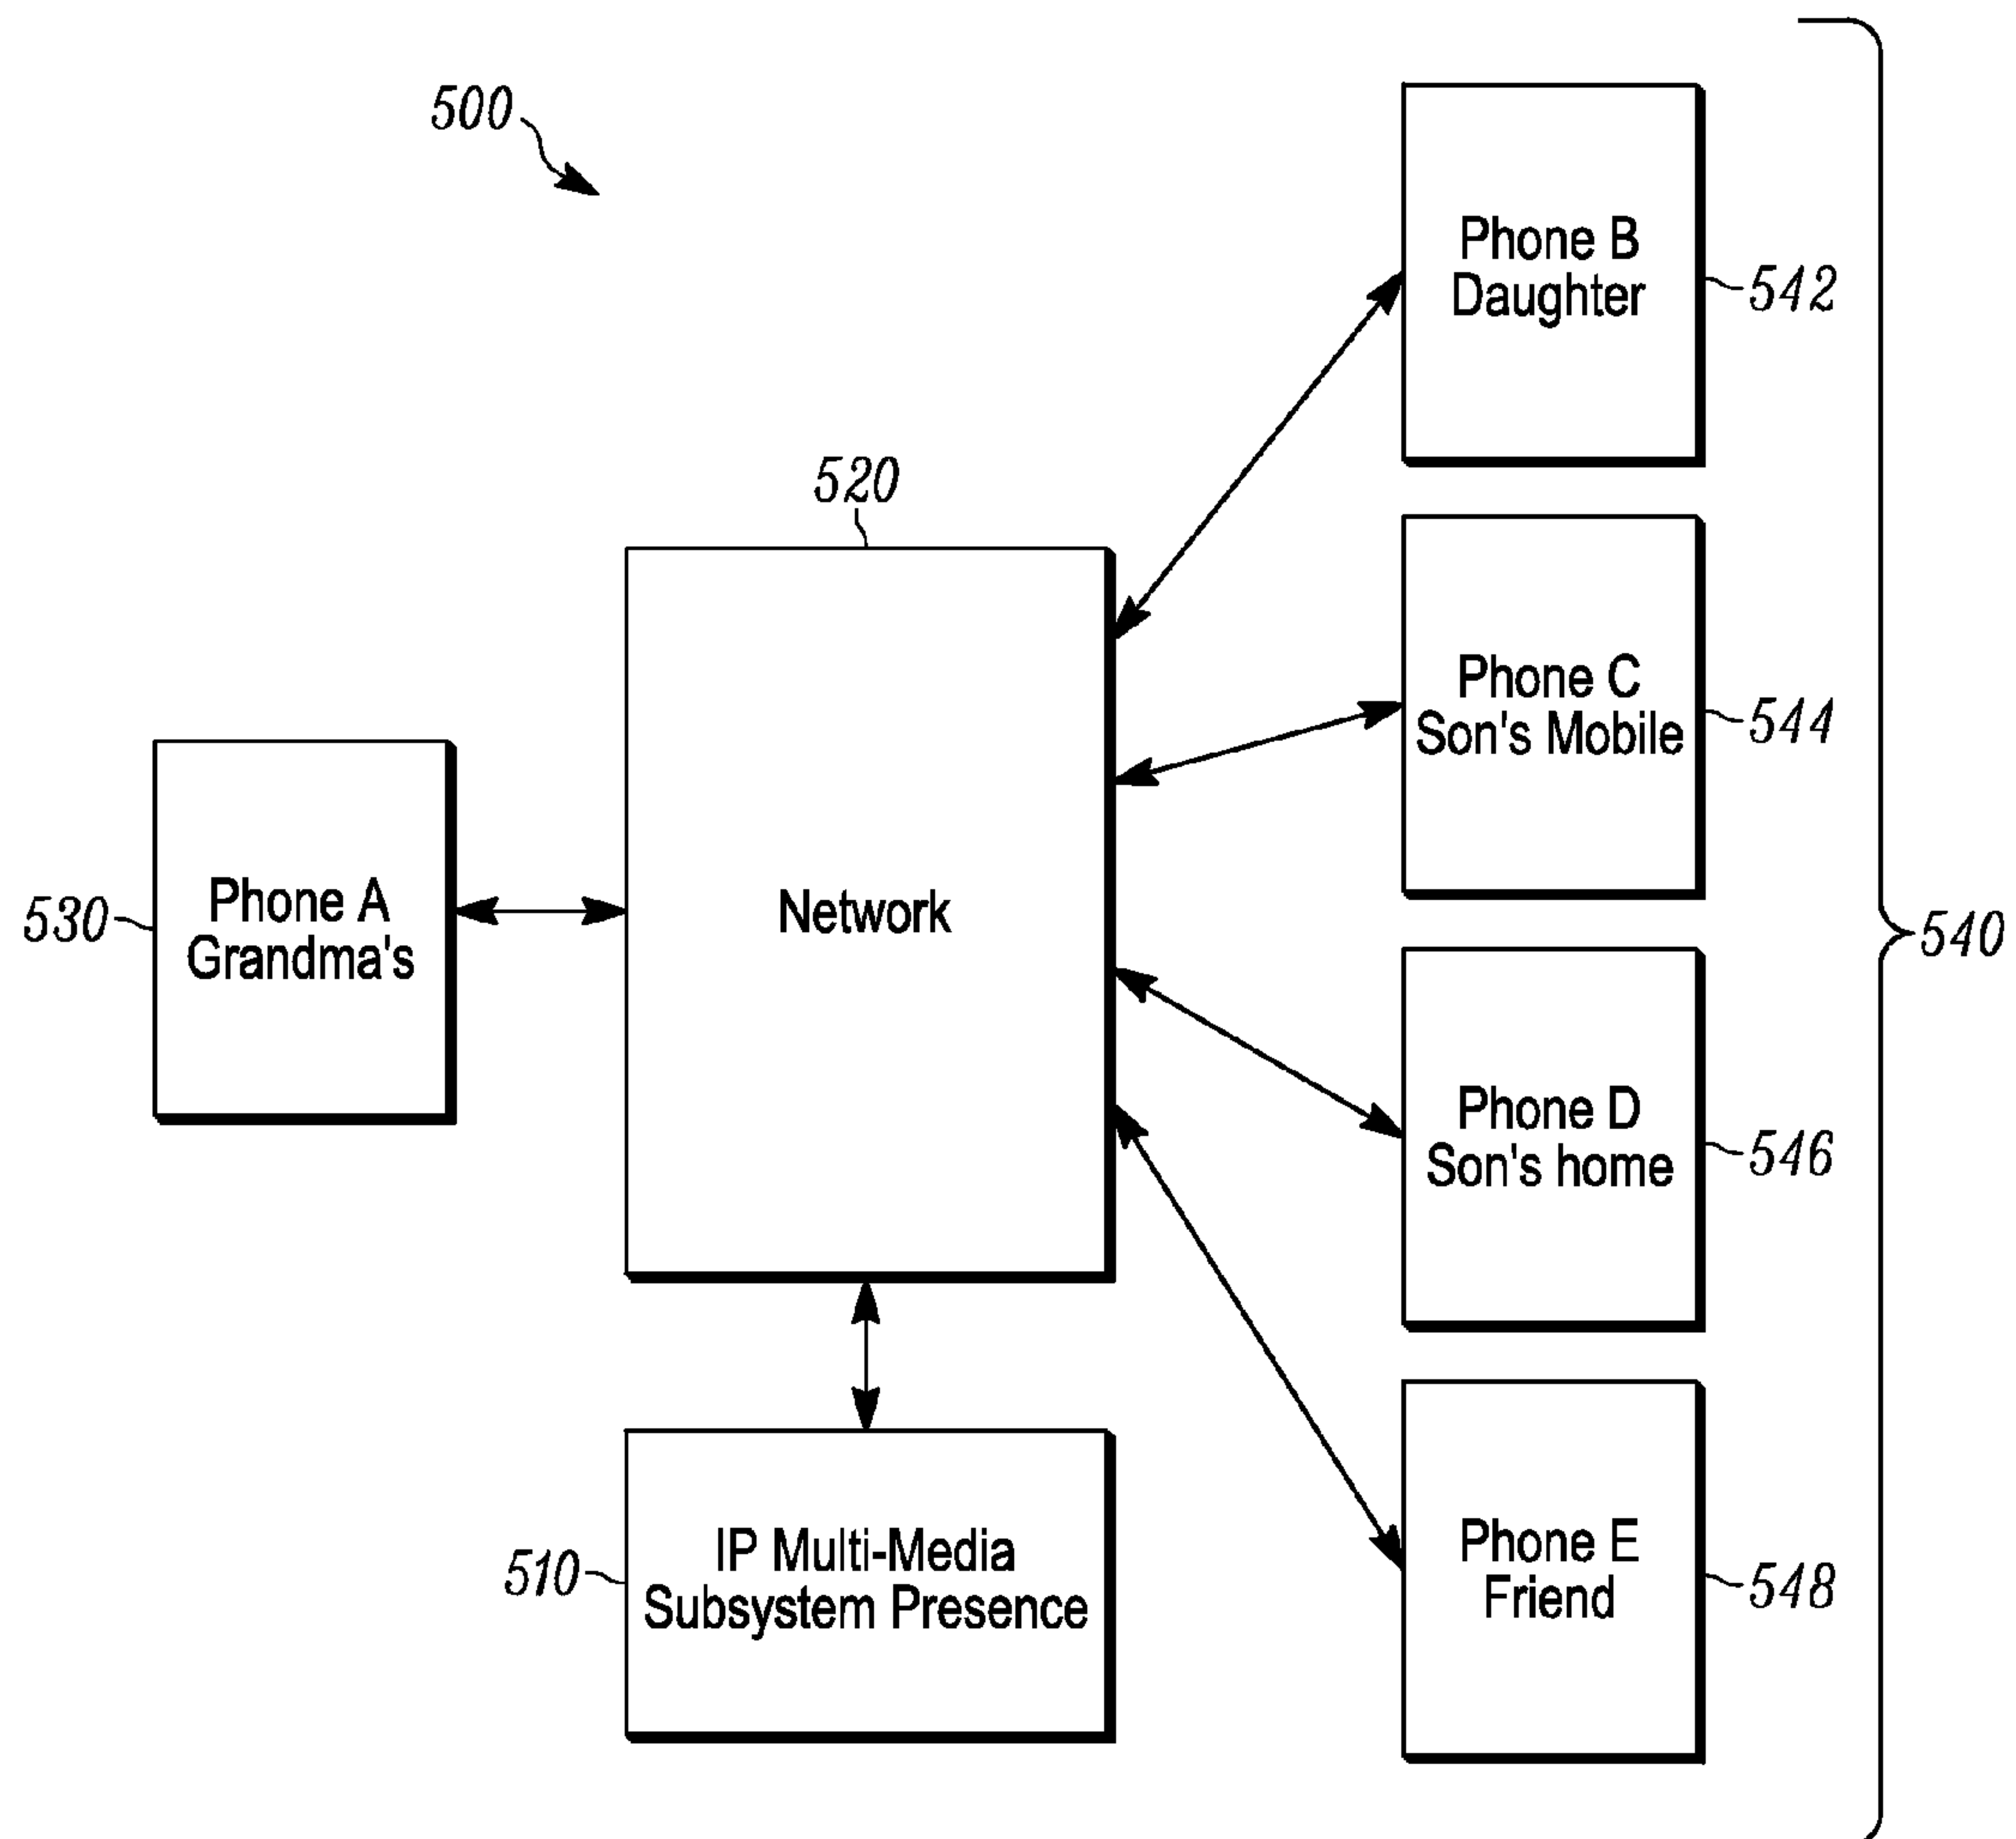 500
Phone B
Daughter
542
520
Phone C
Son's Mobile
544
Phone A
Grandma's
530
Network
540
Phone D
Son's home
546
IP Multi-Media
Subsystem Presence
510
Phone E
Friend
548